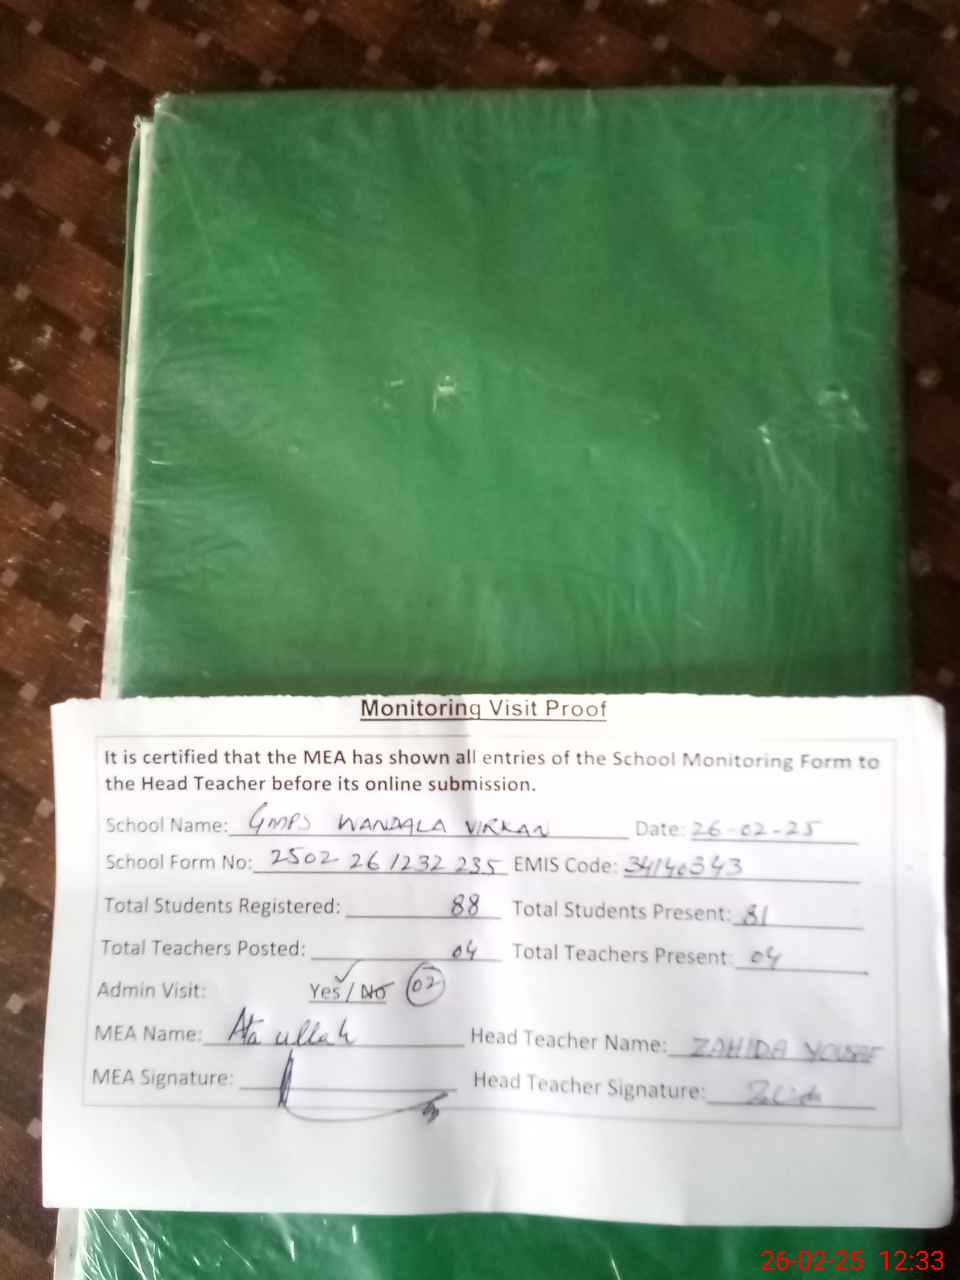 Monitoring Visit Proof
It is certified that the MEA has shown all entries of the School Monitoring Form to
the Head Teacher before its online submission.
School Name: GMPS WANDALA VIRKAN Date: 26-02-25
School Form No: 2502 26 1232 235 EMIS Code: 34140343
Total Students Registered: 88 Total Students Present: 81
Total Teachers Posted: 04 Total Teachers Present: 04
Admin Visit: Yes / No 02
MEA Name: Ata ullah Head Teacher Name: ZAHIDA YOUSAF
MEA Signature: Head Teacher Signature: Zahida
26-02-25 12:33